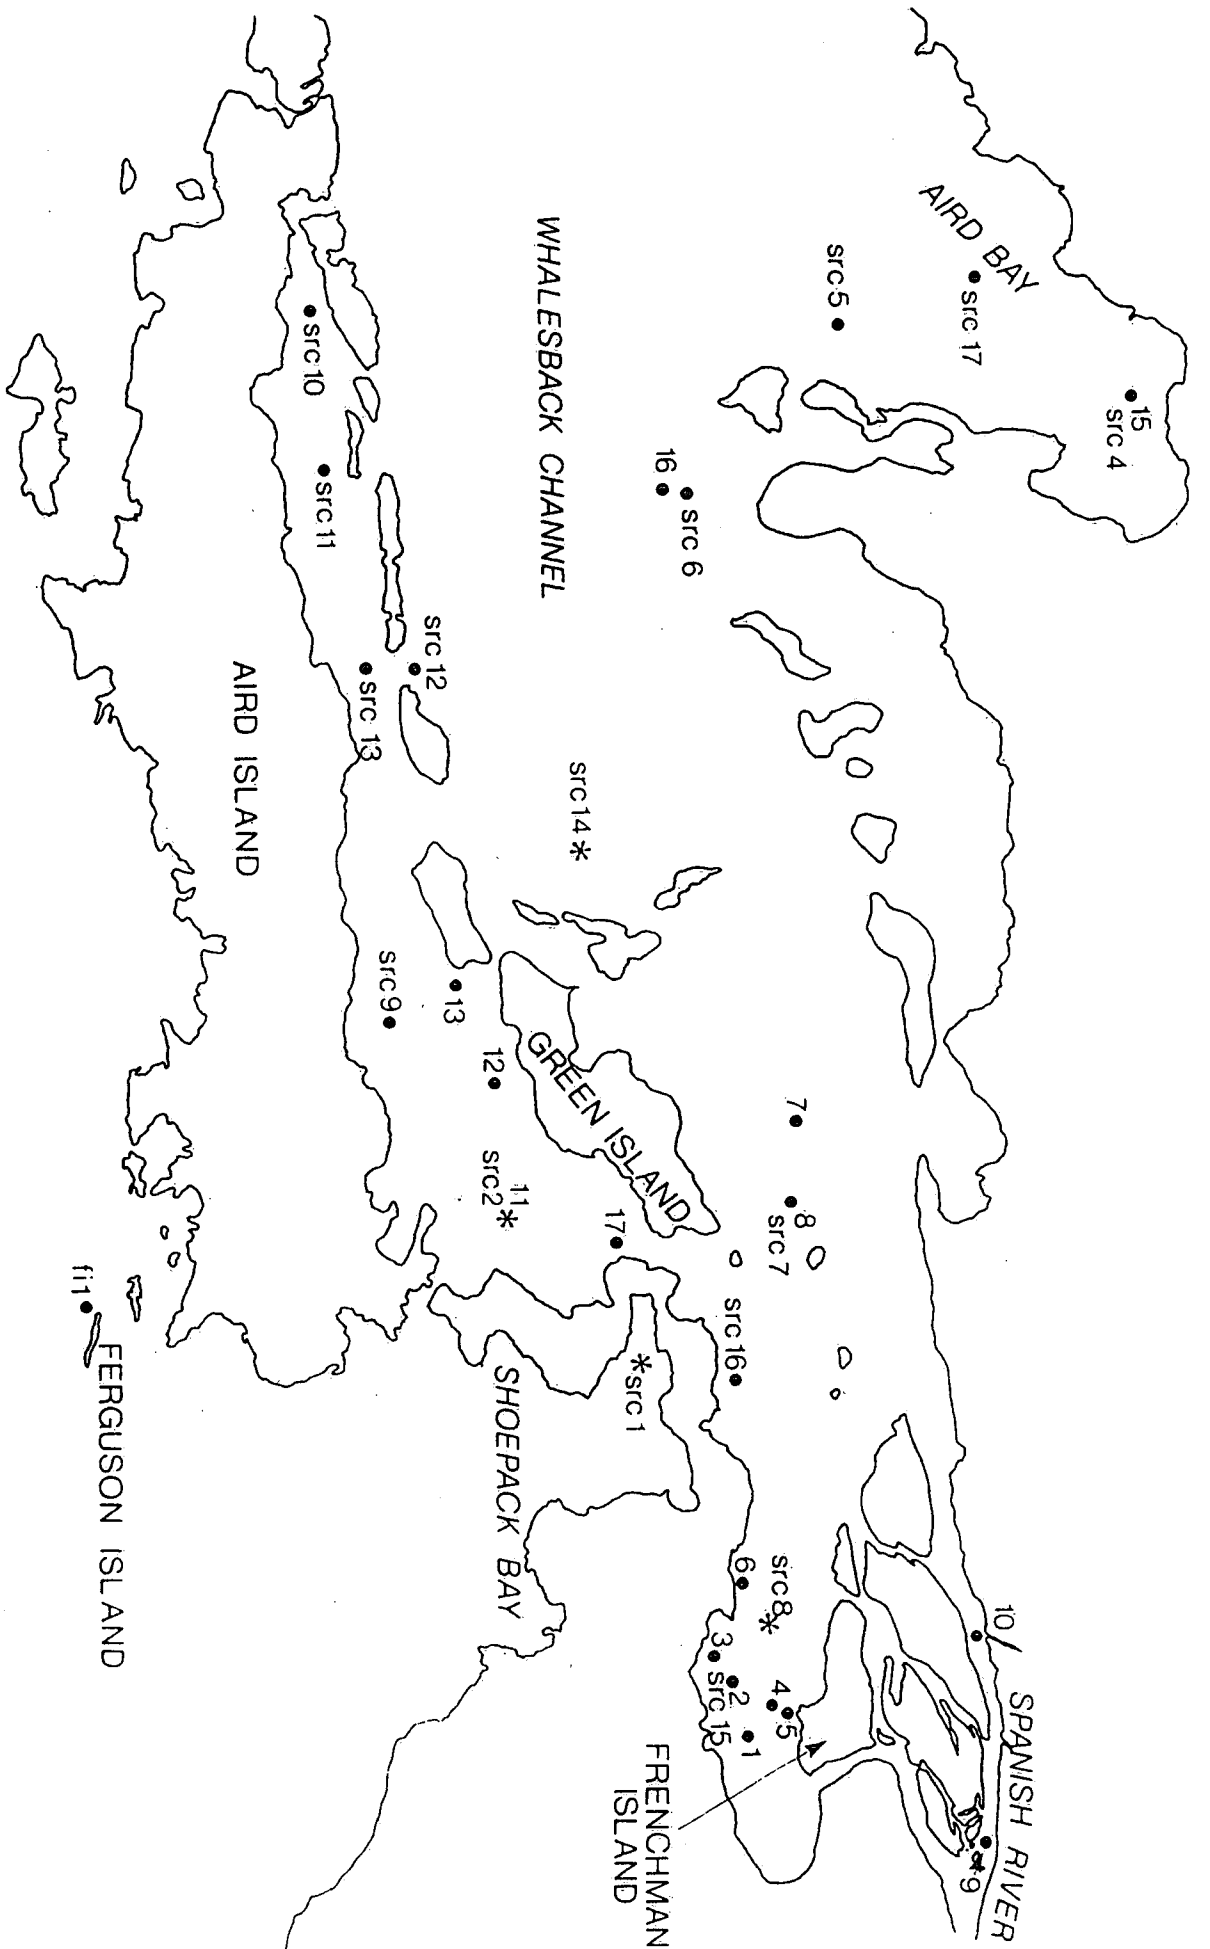 AIRD BAY
src 17
15
src 4
src 5
WHALESBACK CHANNEL
16
src 6
src 10
src 11
src 12
src 13
AIRD ISLAND
src 14
src 9
13
12
GREEN ISLAND
7
8
src 7
11
src 2
17
src 16
src 1
SHOEPACK BAY
fi1
FERGUSON ISLAND
6
src 8
3
2
src 15
4
5
1
FRENCHMAN
ISLAND
10
SPANISH RIVER
9